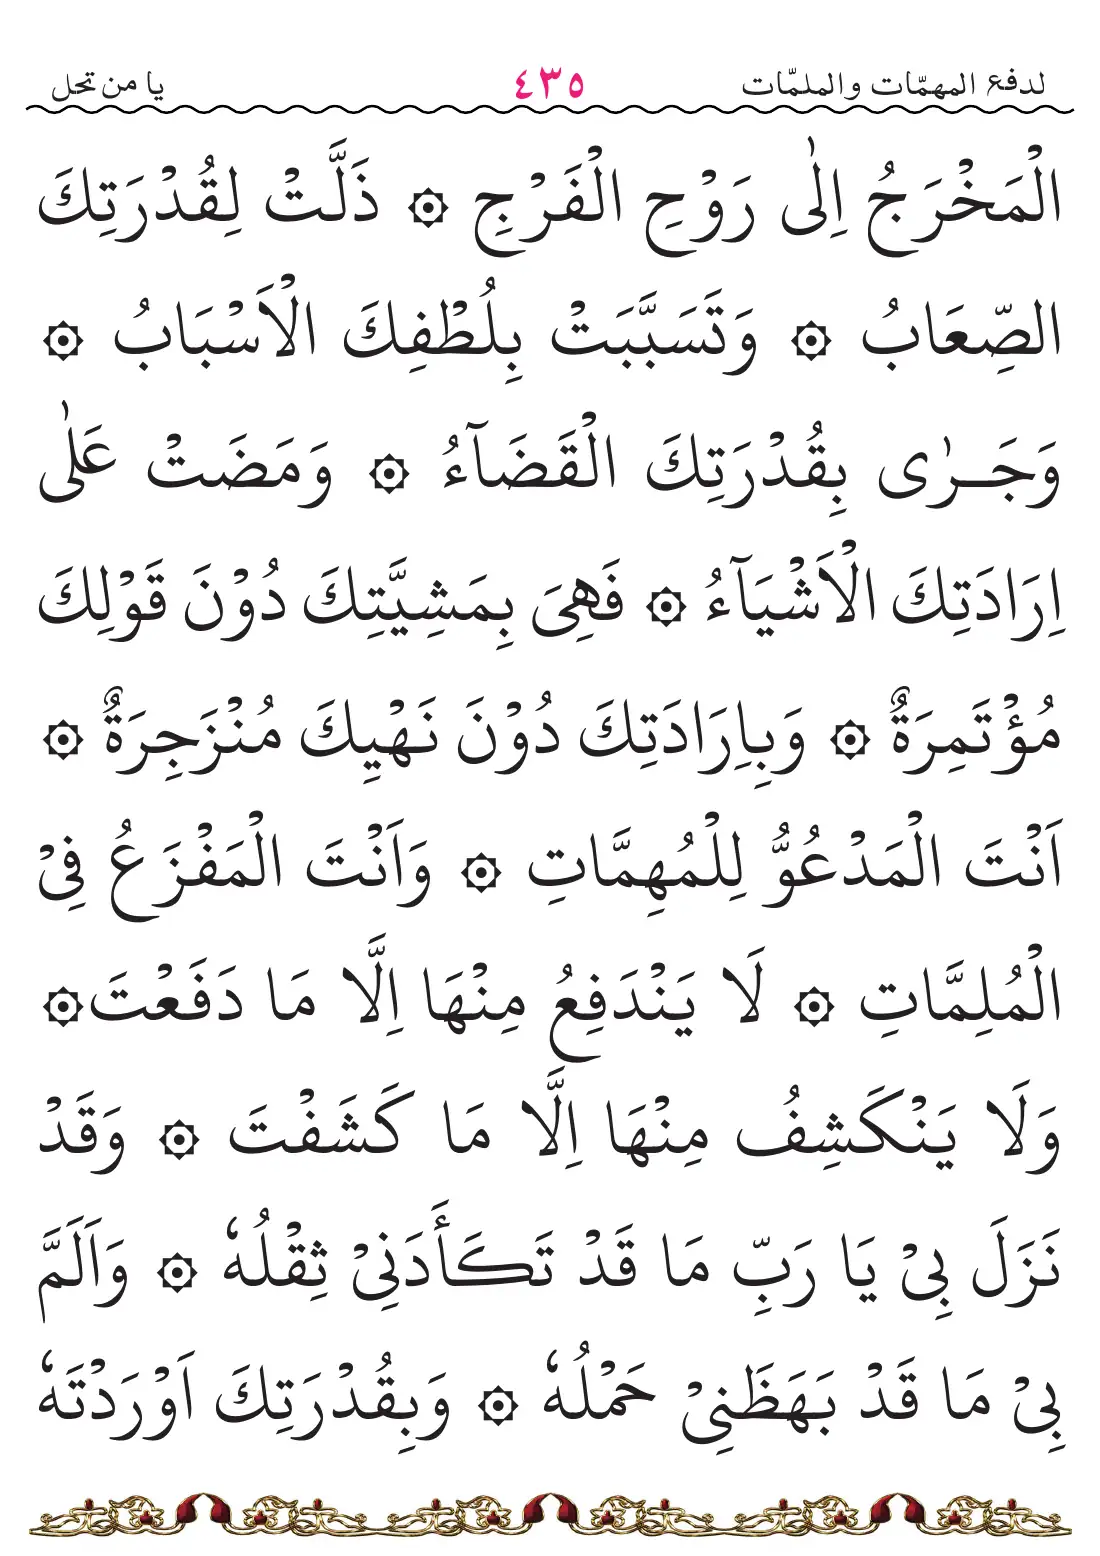 لدفع المهمّات والملمّات ٤٣٥ يا من تحل
الْمَخْرَجُ اِلٰى رَوْحِ الْفَرْجِ ۞ ذَلَّتْ لِقُدْرَتِكَ
الصِّعَابُ ۞ وَتَسَبَّبَتْ بِلُطْفِكَ الْاَسْبَابُ ۞
وَجَـرٰى بِقُدْرَتِكَ الْقَضَآءُ ۞ وَمَضَتْ عَلٰى
اِرَادَتِكَ الْاَشْيَآءُ ۞ فَهِىَ بِمَشِيَّتِكَ دُوْنَ قَوْلِكَ
مُؤْتَمِرَةٌ ۞ وَبِاِرَادَتِكَ دُوْنَ نَهْيِكَ مُنْزَجِرَةٌ ۞
اَنْتَ الْمَدْعُوُّ لِلْمُهِمَّاتِ ۞ وَاَنْتَ الْمَفْزَعُ فِىْ
الْمُلِمَّاتِ ۞ لَا يَنْدَفِعُ مِنْهَا اِلَّا مَا دَفَعْتَ۞
وَلَا يَنْكَشِفُ مِنْهَا اِلَّا مَا كَشَفْتَ ۞ وَقَدْ
نَزَلَ بِىْ يَا رَبِّ مَا قَدْ تَكَأَدَنِىْ ثِقْلُهٗ ۞ وَاَلَمَّ
بِىْ مَا قَدْ بَهَظَنِىْ حَمْلُهٗ ۞ وَبِقُدْرَتِكَ اَوْرَدْتَهٗ